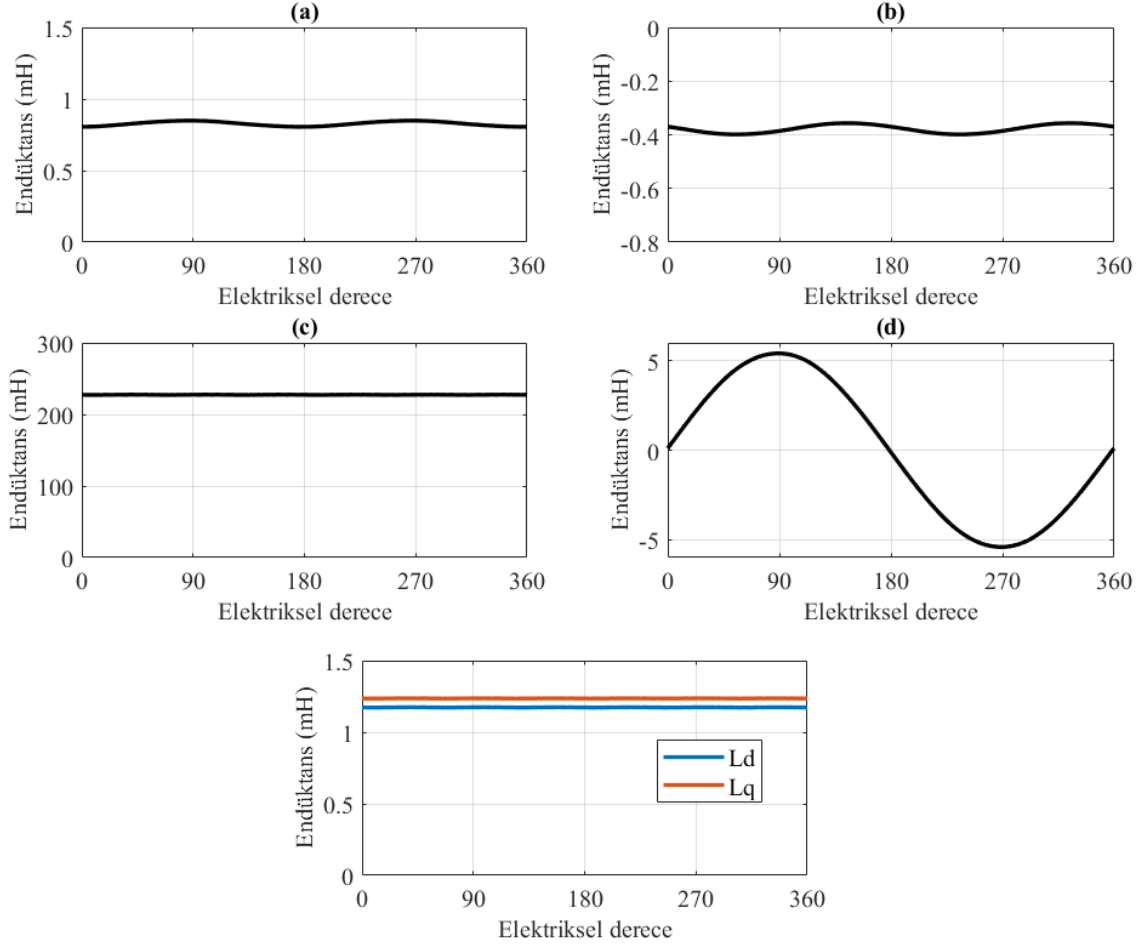 (a)
1.5
1
0.5
0
Endüktans (mH)
0 90 180 270 360
Elektriksel derece
(b)
0
-0.2
-0.4
-0.6
-0.8
Endüktans (mH)
0 90 180 270 360
Elektriksel derece
(c)
300
200
100
0
Endüktans (mH)
0 90 180 270 360
Elektriksel derece
(d)
5
0
-5
Endüktans (mH)
0 90 180 270 360
Elektriksel derece
1.5
1
0.5
0
Endüktans (mH)
Ld
Lq
0 90 180 270 360
Elektriksel derece